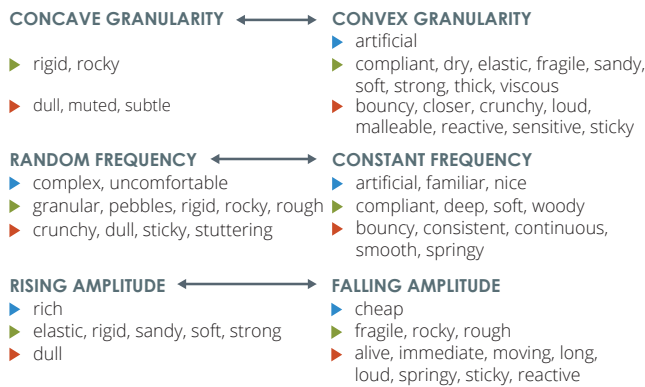 CONCAVE GRANULARITY
rigid, rocky
dull, muted, subtle
CONVEX GRANULARITY
artificial
compliant, dry, elastic, fragile, sandy,
soft, strong, thick, viscous
bouncy, closer, crunchy, loud,
malleable, reactive, sensitive, sticky
RANDOM FREQUENCY
complex, uncomfortable
granular, pebbles, rigid, rocky, rough
crunchy, dull, sticky, stuttering
CONSTANT FREQUENCY
artificial, familiar, nice
compliant, deep, soft, woody
bouncy, consistent, continuous,
smooth, springy
RISING AMPLITUDE
rich
elastic, rigid, sandy, soft, strong
dull
FALLING AMPLITUDE
cheap
fragile, rocky, rough
alive, immediate, moving, long,
loud, springy, sticky, reactive